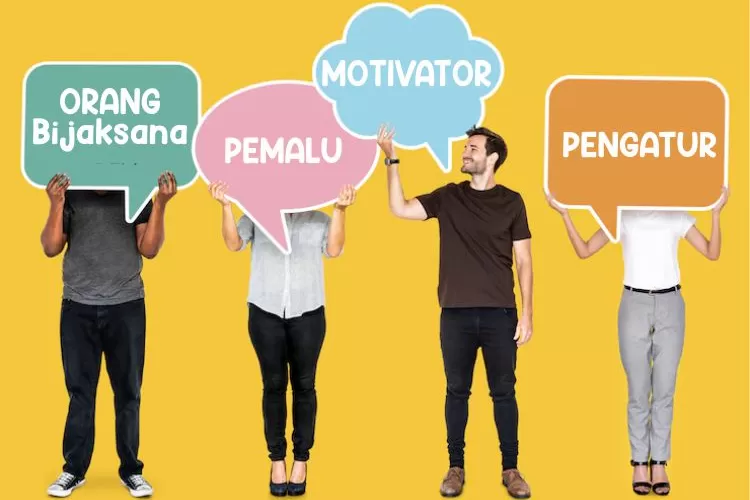 ORANG
Bijaksana
PEMALU
MOTIVATOR
PENGATUR